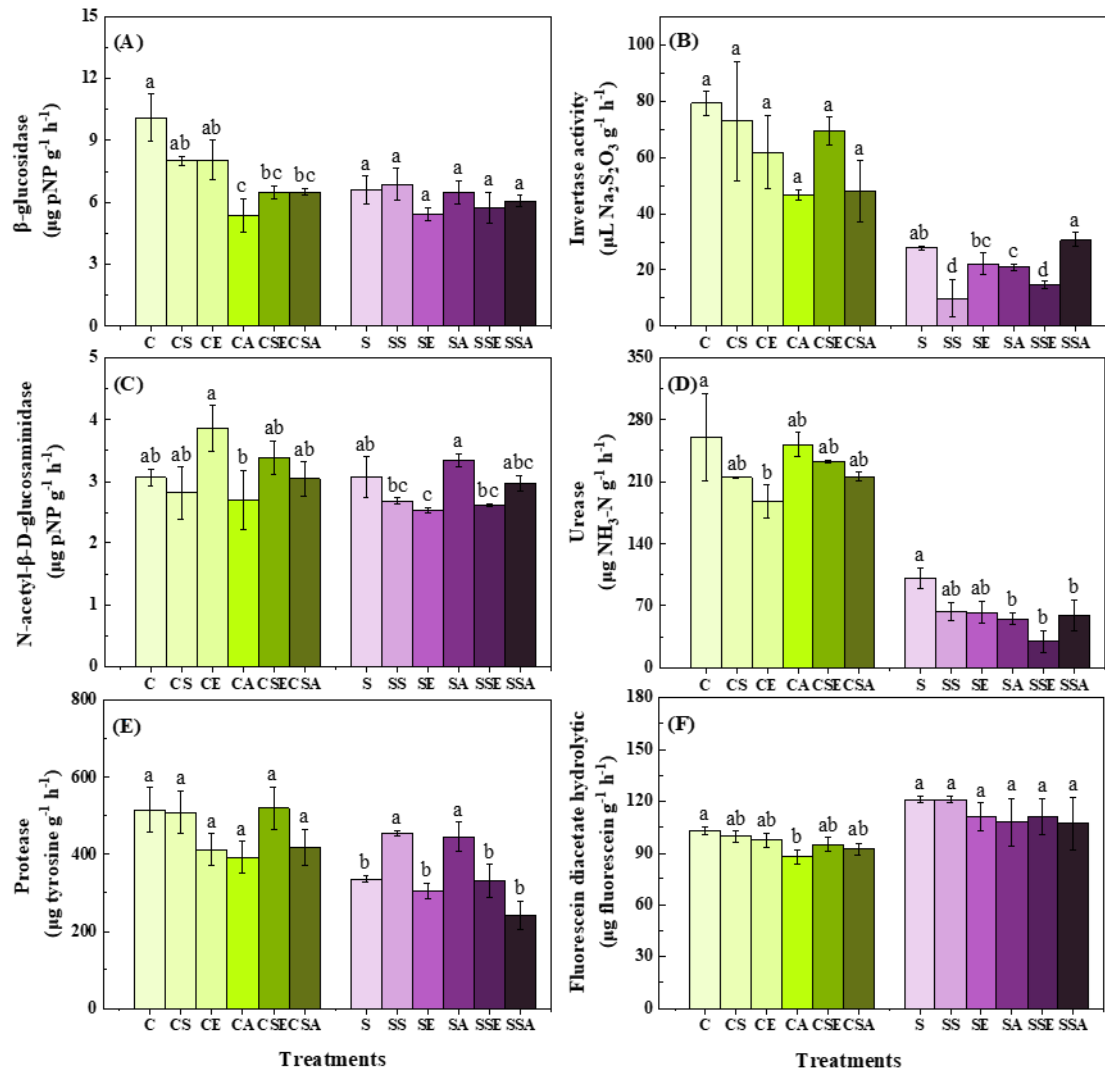 (A)
β-glucosidase
(μg pNP g⁻¹ h⁻¹)
15
12
9
6
3
0
a
ab
ab
c
bc
bc
a
a
a
a
a
a
C CS CE CA CSE CSA S SS SE SA SSE SSA
(B)
Invertase activity
(μL Na₂S₂O₃ g⁻¹ h⁻¹)
100
80
60
40
20
0
a
a
a
a
a
a
ab
d
bc
c
d
a
C CS CE CA CSE CSA S SS SE SA SSE SSA
(C)
N-acetyl-β-D-glucosaminidase
(μg pNP g⁻¹ h⁻¹)
5
4
3
2
1
0
ab
ab
a
b
ab
ab
ab
bc
c
a
bc
abc
C CS CE CA CSE CSA S SS SE SA SSE SSA
(D)
Urease
(μg NH₃-N g⁻¹ h⁻¹)
350
280
210
140
70
0
a
ab
b
ab
ab
ab
a
ab
ab
b
b
b
C CS CE CA CSE CSA S SS SE SA SSE SSA
(E)
Protease
(μg tyrosine g⁻¹ h⁻¹)
800
600
400
200
0
a
a
a
a
a
a
b
a
b
a
b
b
C CS CE CA CSE CSA S SS SE SA SSE SSA
Treatments
(F)
Fluorescein diacetate hydrolytic
(μg fluorescein g⁻¹ h⁻¹)
180
150
120
90
60
30
0
a
ab
ab
b
ab
ab
a
a
a
a
a
a
C CS CE CA CSE CSA S SS SE SA SSE SSA
Treatments